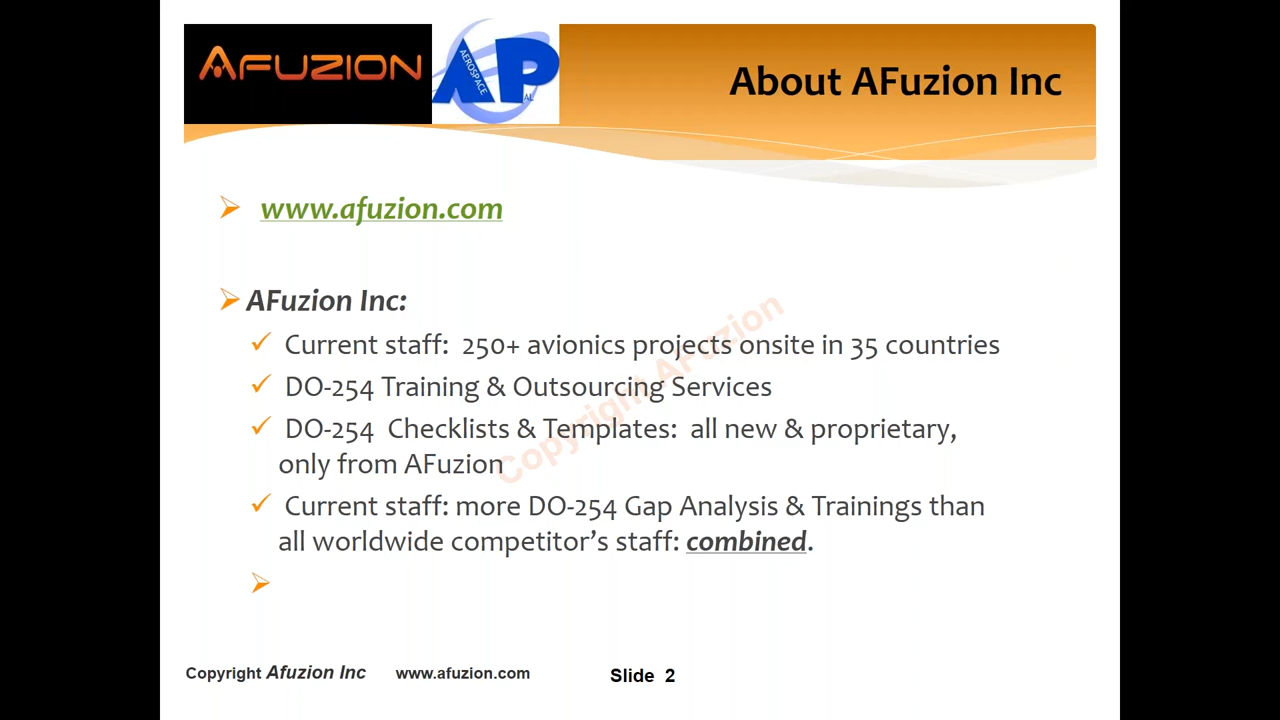 AFUZION
AEROSPACE
AP
AL
About AFuzion Inc
www.afuzion.com
AFuzion Inc:
Current staff: 250+ avionics projects onsite in 35 countries
DO-254 Training & Outsourcing Services
DO-254 Checklists & Templates: all new & proprietary,
only from AFuzion
Current staff: more DO-254 Gap Analysis & Trainings than
all worldwide competitor’s staff: combined.
Copyright AFuzion
Copyright Afuzion Inc www.afuzion.com Slide 2